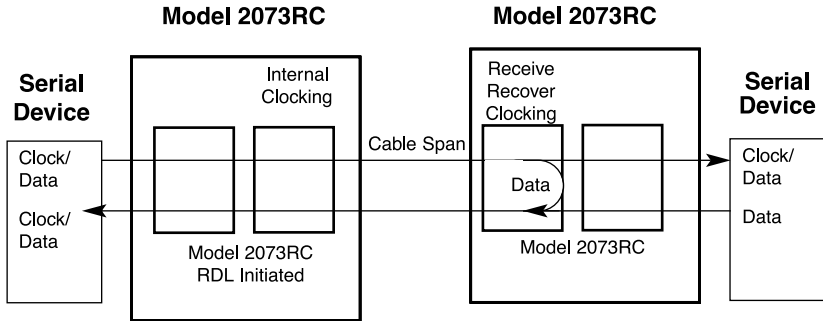 Model 2073RC
Model 2073RC
Serial
Device
Internal
Clocking
Receive
Recover
Clocking
Serial
Device
Clock/
Data
Clock/
Data
Cable Span
Data
Clock/
Data
Data
Model 2073RC
RDL Initiated
Model 2073RC